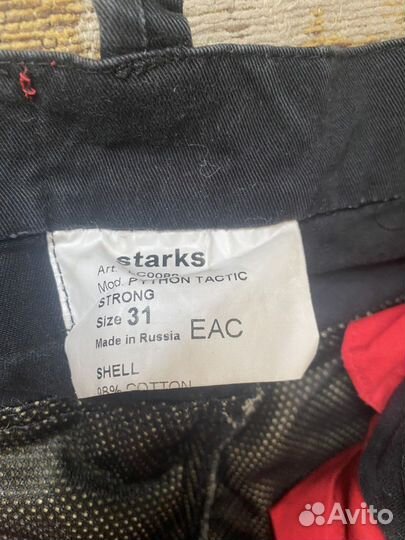 starks
Art.
Mod. PYTHON TACTIC
STRONG
Size 31
Made in Russia EAC
SHELL
98% COTTON
Avito